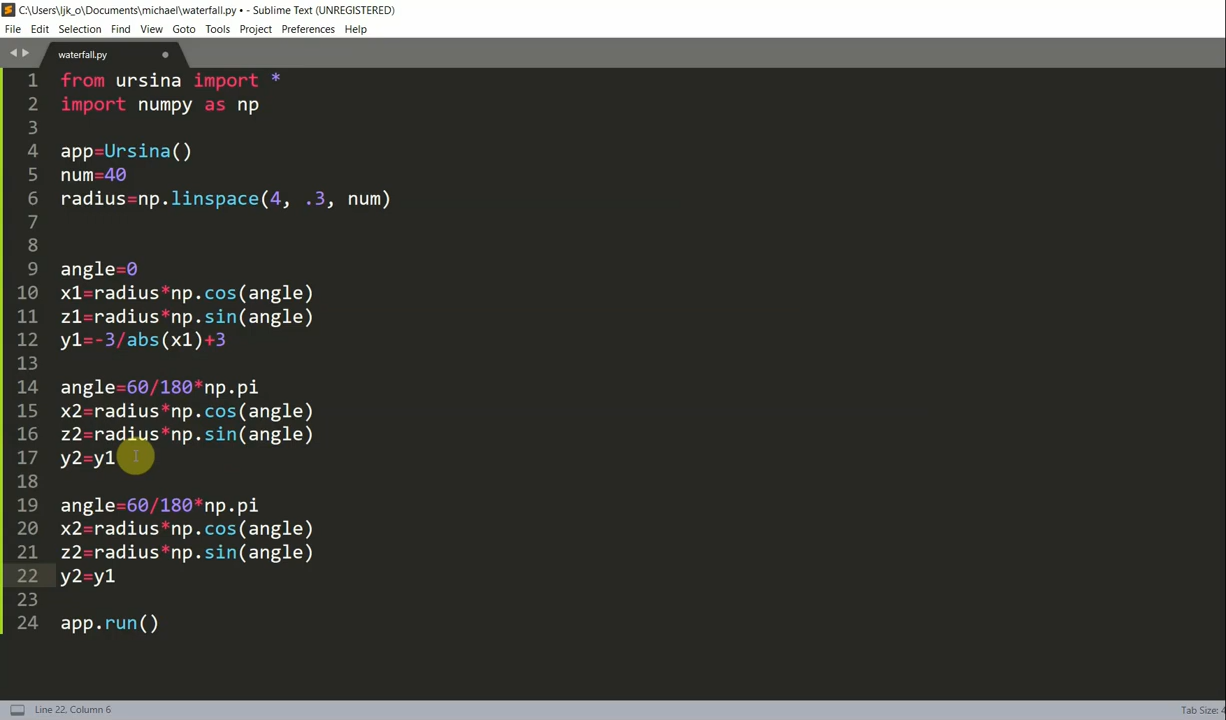 C:\Users\ljk_o\Documents\michael\waterfall.py • - Sublime Text (UNREGISTERED)
File Edit Selection Find View Goto Tools Project Preferences Help
waterfall.py
1 from ursina import *
2 import numpy as np
3
4 app=Ursina()
5 num=40
6 radius=np.linspace(4, .3, num)
7
8
9 angle=0
10 x1=radius*np.cos(angle)
11 z1=radius*np.sin(angle)
12 y1=-3/abs(x1)+3
13
14 angle=60/180*np.pi
15 x2=radius*np.cos(angle)
16 z2=radius*np.sin(angle)
17 y2=y1
18
19 angle=60/180*np.pi
20 x2=radius*np.cos(angle)
21 z2=radius*np.sin(angle)
22 y2=y1
23
24 app.run()
Line 22, Column 6 Tab Size: 4